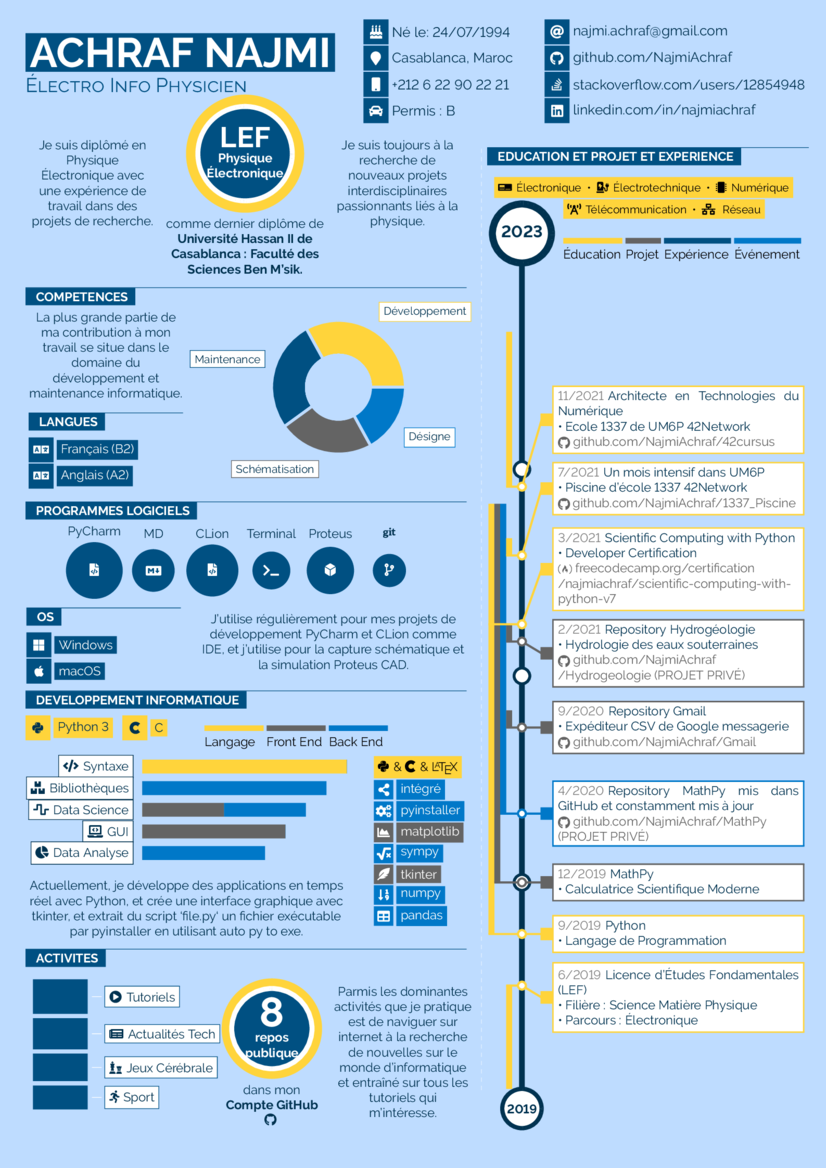 ACHRAF NAJMI
ÉLECTRO INFO PHYSICIEN
Né le: 24/07/1994
Casablanca, Maroc
+212 6 22 90 22 21
Permis : B
najmi.achraf@gmail.com
github.com/NajmiAchraf
stackoverflow.com/users/12854948
linkedin.com/in/najmiachraf
Je suis diplômé en
Physique
Électronique avec
une expérience de
travail dans des
projets de recherche.
LEF
Physique
Électronique
comme dernier diplôme de
Université Hassan II de
Casablanca : Faculté des
Sciences Ben M'sik.
Je suis toujours à la
recherche de
nouveaux projets
interdisciplinaires
passionnants liés à la
physique.
COMPETENCES
La plus grande partie de
ma contribution à mon
travail se situe dans le
domaine du
développement et
maintenance informatique.
Développement
Maintenance
Désigne
Schématisation
LANGUES
Français (B2)
Anglais (A2)
PROGRAMMES LOGICIELS
PyCharm
MD
CLion
Terminal
Proteus
git
OS
Windows
macOS
J'utilise régulièrement pour mes projets de
développement PyCharm et CLion comme
IDE, et j'utilise pour la capture schématique et
la simulation Proteus CAD.
DEVELOPPEMENT INFORMATIQUE
Python 3
C
Langage Front End Back End
Syntaxe
Bibliothèques
Data Science
GUI
Data Analyse
& C & LATEX
intégré
pyinstaller
matplotlib
sympy
tkinter
numpy
pandas
Actuellement, je développe des applications en temps
réel avec Python, et crée une interface graphique avec
tkinter, et extrait du script 'file.py' un fichier exécutable
par pyinstaller en utilisant auto py to exe.
ACTIVITES
Tutoriels
Actualités Tech
Jeux Cérébrale
Sport
8
repos
publique
dans mon
Compte GitHub
Parmis les dominantes
activités que je pratique
est de naviguer sur
internet à la recherche
de nouvelles sur le
monde d'informatique
et entraîné sur tous les
tutoriels qui
m'intéresse.
EDUCATION ET PROJET ET EXPERIENCE
Électronique • Électrotechnique • Numérique
Télécommunication • Réseau
2023
Éducation Projet Expérience Événement
11/2021 Architecte en Technologies du
Numérique
• Ecole 1337 de UM6P 42Network
github.com/NajmiAchraf/42cursus
7/2021 Un mois intensif dans UM6P
• Piscine d'école 1337 42Network
github.com/NajmiAchraf/1337_Piscine
3/2021 Scientific Computing with Python
• Developer Certification
freecodecamp.org/certification
/najmiachraf/scientific-computing-with-
python-v7
2/2021 Repository Hydrogéologie
• Hydrologie des eaux souterraines
github.com/NajmiAchraf
/Hydrogeologie (PROJET PRIVÉ)
9/2020 Repository Gmail
• Expéditeur CSV de Google messagerie
github.com/NajmiAchraf/Gmail
4/2020 Repository MathPy mis dans
GitHub et constamment mis à jour
github.com/NajmiAchraf/MathPy
(PROJET PRIVÉ)
12/2019 MathPy
• Calculatrice Scientifique Moderne
9/2019 Python
• Langage de Programmation
6/2019 Licence d'Études Fondamentales
(LEF)
• Filière : Science Matière Physique
• Parcours : Électronique
2019